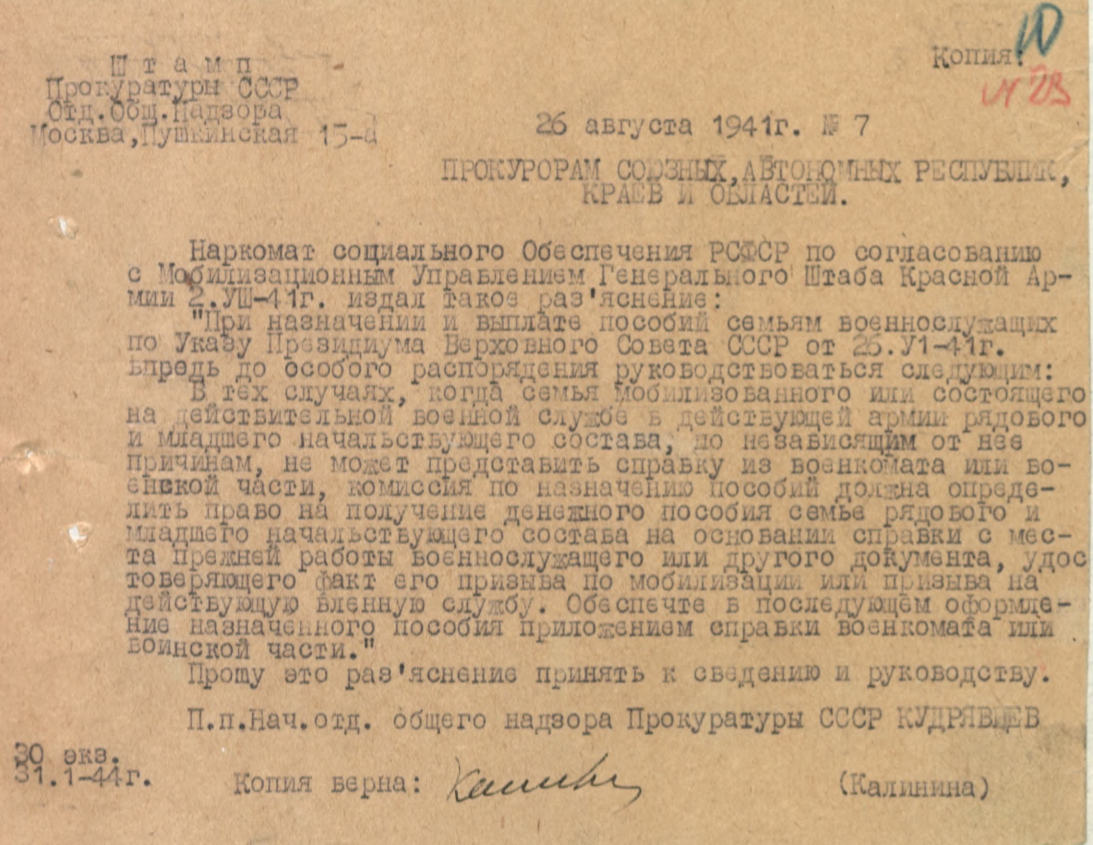 Копия.
10
Ш т а м п
Прокуратуры СССР
Отд.Общ.Надзора
Москва,Пушкинская 15-а
26 августа 1941г. № 7
ПРОКУРОРАМ СОЮЗНЫХ,АВТОНОМНЫХ РЕСПУБЛИК,
КРАЕВ И ОБЛАСТЕЙ.
Наркомат социального Обеспечения РСФСР по согласованию
с Мобилизационным Управлением Генерального Штаба Красной Ар-
мии 2.УШ-41г. издал такое раз'яснение:
"При назначении и выплате пособий семьям военнослужащих
по Указу Президиума Верховного Совета СССР от 26.У1-41г.
впредь до особого распорядения руководствоваться следующим:
В тех случаях, когда семья мобилизованного или состоящего
на действительной военной службе в действующей армии рядового
и младшего начальствующего состава, по независящим от нее
причинам, не может представить справку из военкомата или во-
енской части, комиссия по назначению пособий должна опреде-
лить право на получение денежного пособия семье рядового и
младшего начальствующего состава на основании справки с мес-
та прежней работы военнослужащего или другого документа, удос
товеряющего факт его призыва по мобилизации или призыва на
действующую вленную службу. Обеспечте в последующем оформле-
ние назначенного пособия приложением справки военкомата или
воинской части."
Прошу это раз'яснение принять к сведению и руководству.
П.п.Нач.отд. общего надзора Прокуратуры СССР КУДРЯВЦЕВ
30 экз.
31.1-44г.
Копия верна:
(Калинина)